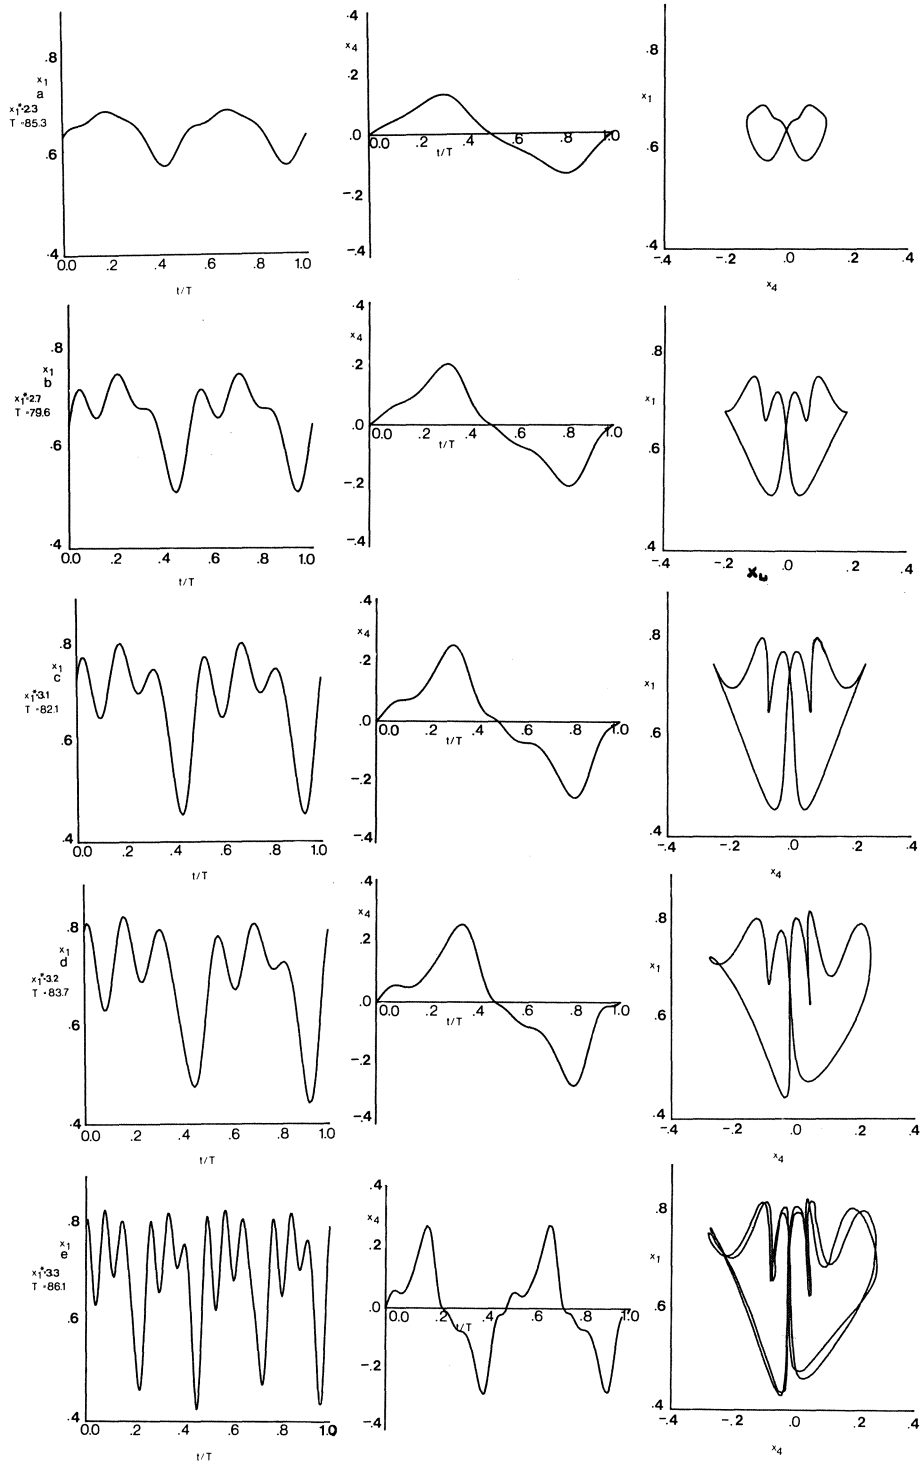 .8
x1
a
x1*=2.3
T =85.3
.6
.4
0.0 .2 .4 .6 .8 1.0
t/T
.4
x4
.2
.0
0.0 .2 .4 .6 .8 1.0
t/T
-.2
-.4
.8
x1
.6
.4
-.4 -.2 .0 0.2 .4
x4
.8
x1
b
x1*=2.7
T =79.6
.6
.4
0.0 .2 .4 .6 .8 1.0
t/T
.4
x4
.2
.0
0.0 .2 .4 .6 .8 1.0
t/T
-.2
-.4
.8
x1
.6
.4
-.4 -.2 .0 0.2 .4
x4
.8
x1
c
x1*=3.1
T =82.1
.6
.4
0.0 .2 .4 .6 .8 1.0
t/T
.4
x4
.2
.0
0.0 .2 .4 .6 .8 1.0
t/T
-.2
-.4
.8
x1
.6
.4
-.4 -.2 .0 0.2 .4
x4
.8
x1
d
x1*=3.2
T =83.7
.6
.4
0.0 .2 .4 .6 .8 1.0
t/T
.4
x4
.2
.0
0.0 .2 .4 .6 .8 1.0
t/T
-.2
-.4
.8
x1
.6
.4
-.4 -.2 .0 0.2 .4
x4
.8
x1
e
x1*=3.3
T =86.1
.6
.4
0.0 .2 .4 .6 .8 1.0
t/T
.4
x4
.2
.0
0.0 .2 .4 .6 .8 1.0
t/T
-.2
-.4
.8
x1
.6
.4
-.4 -.2 .0 0.2 .4
x4